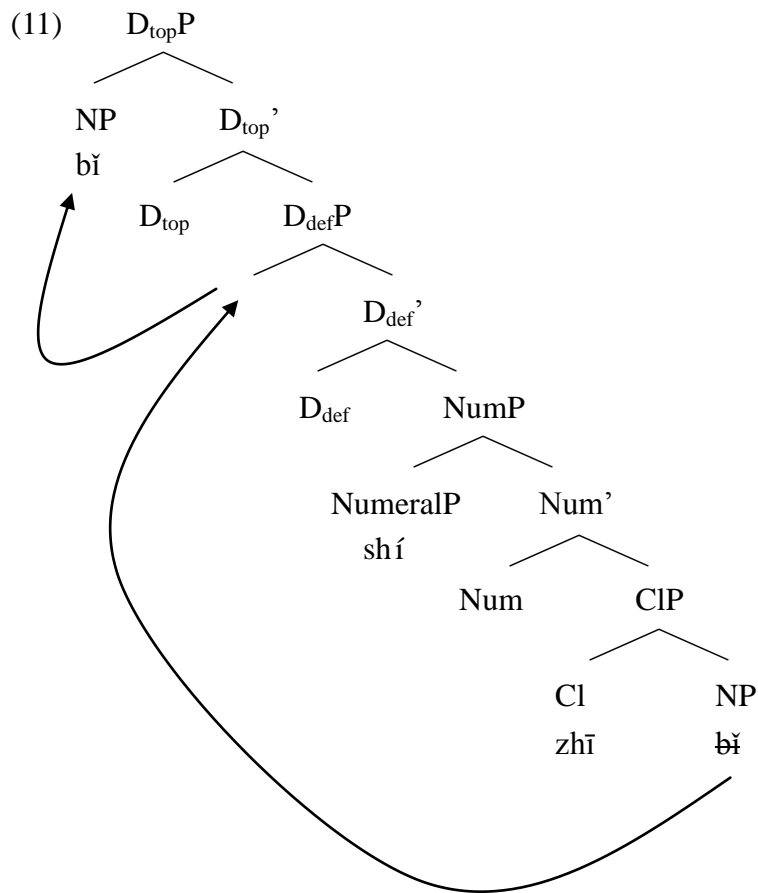 (11) DtopP
NP Dtop’
bǐ
Dtop DdefP
Ddef’
Ddef NumP
NumeralP Num’
shí
Num ClP
Cl NP
zhī bǐ